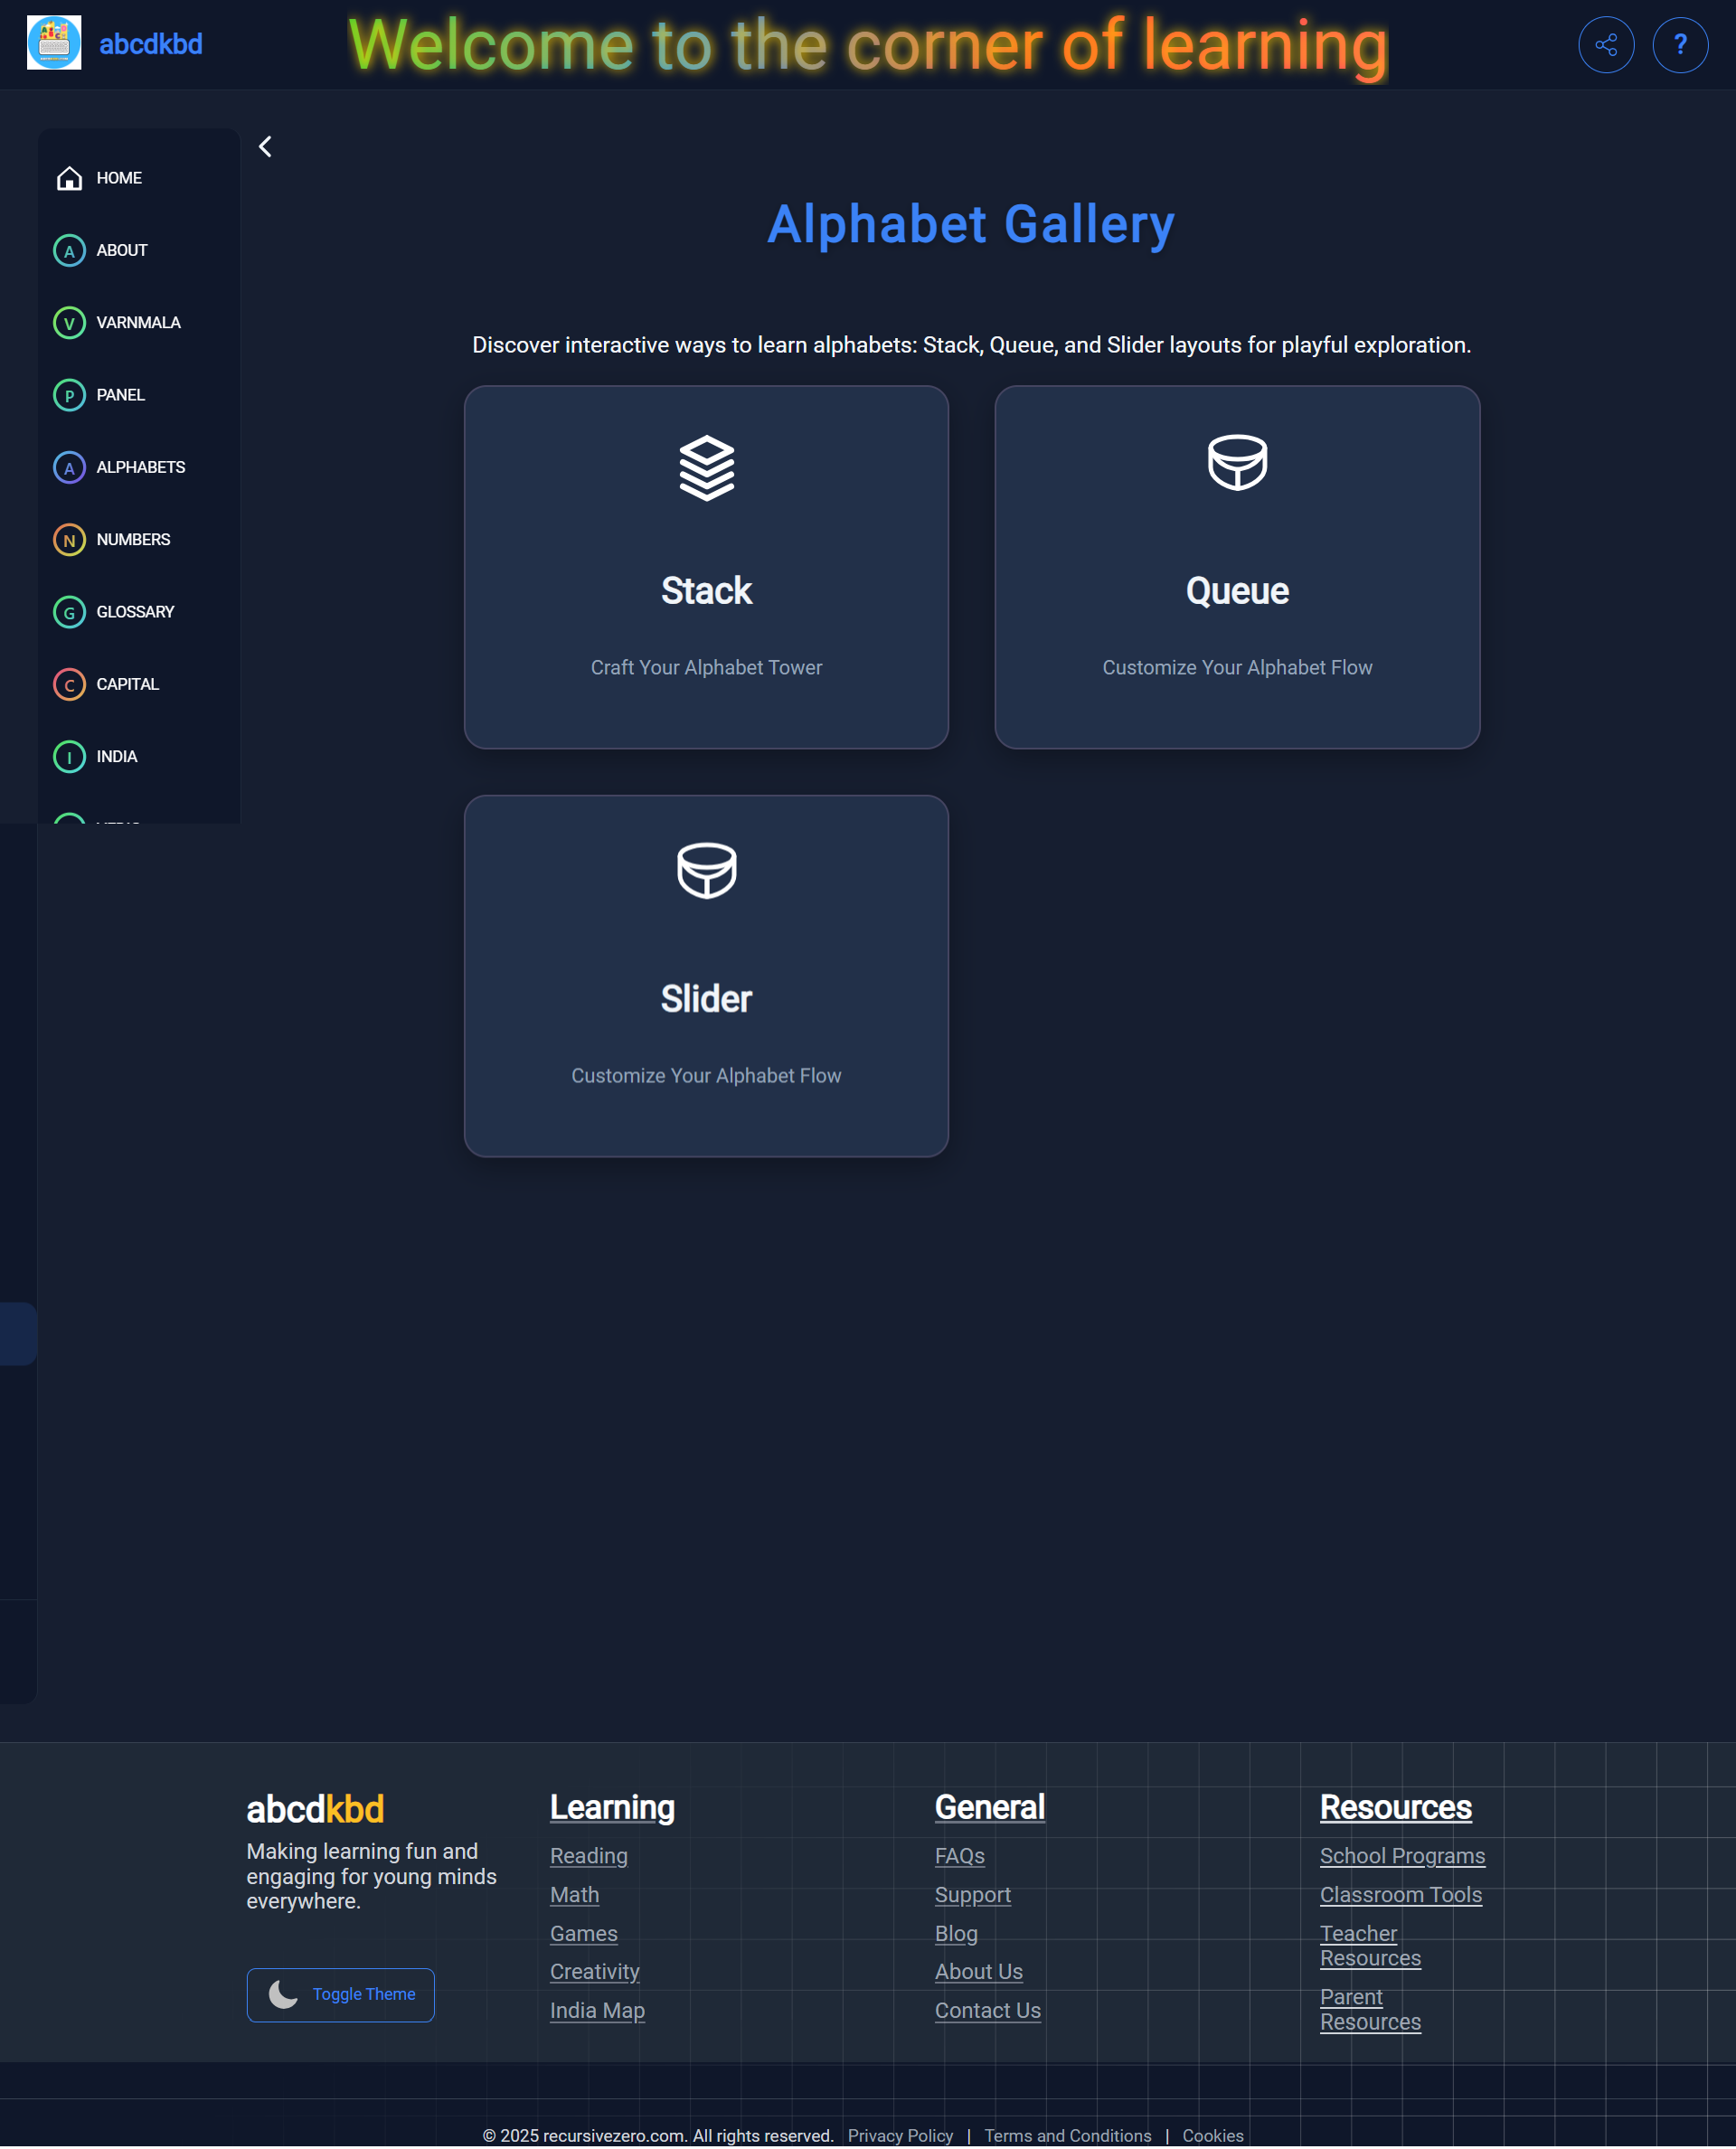 abcdkbd
Welcome to the corner of learning
?
HOME
A ABOUT
V VARNMALA
P PANEL
A ALPHABETS
N NUMBERS
G GLOSSARY
C CAPITAL
I INDIA
Alphabet Gallery
Discover interactive ways to learn alphabets: Stack, Queue, and Slider layouts for playful exploration.
Stack
Craft Your Alphabet Tower
Queue
Customize Your Alphabet Flow
Slider
Customize Your Alphabet Flow
abcdkbd
Making learning fun and
engaging for young minds
everywhere.
Toggle Theme
Learning
Reading
Math
Games
Creativity
India Map
General
FAQs
Support
Blog
About Us
Contact Us
Resources
School Programs
Classroom Tools
Teacher
Resources
Parent
Resources
© 2025 recursivezero.com. All rights reserved. Privacy Policy | Terms and Conditions | Cookies